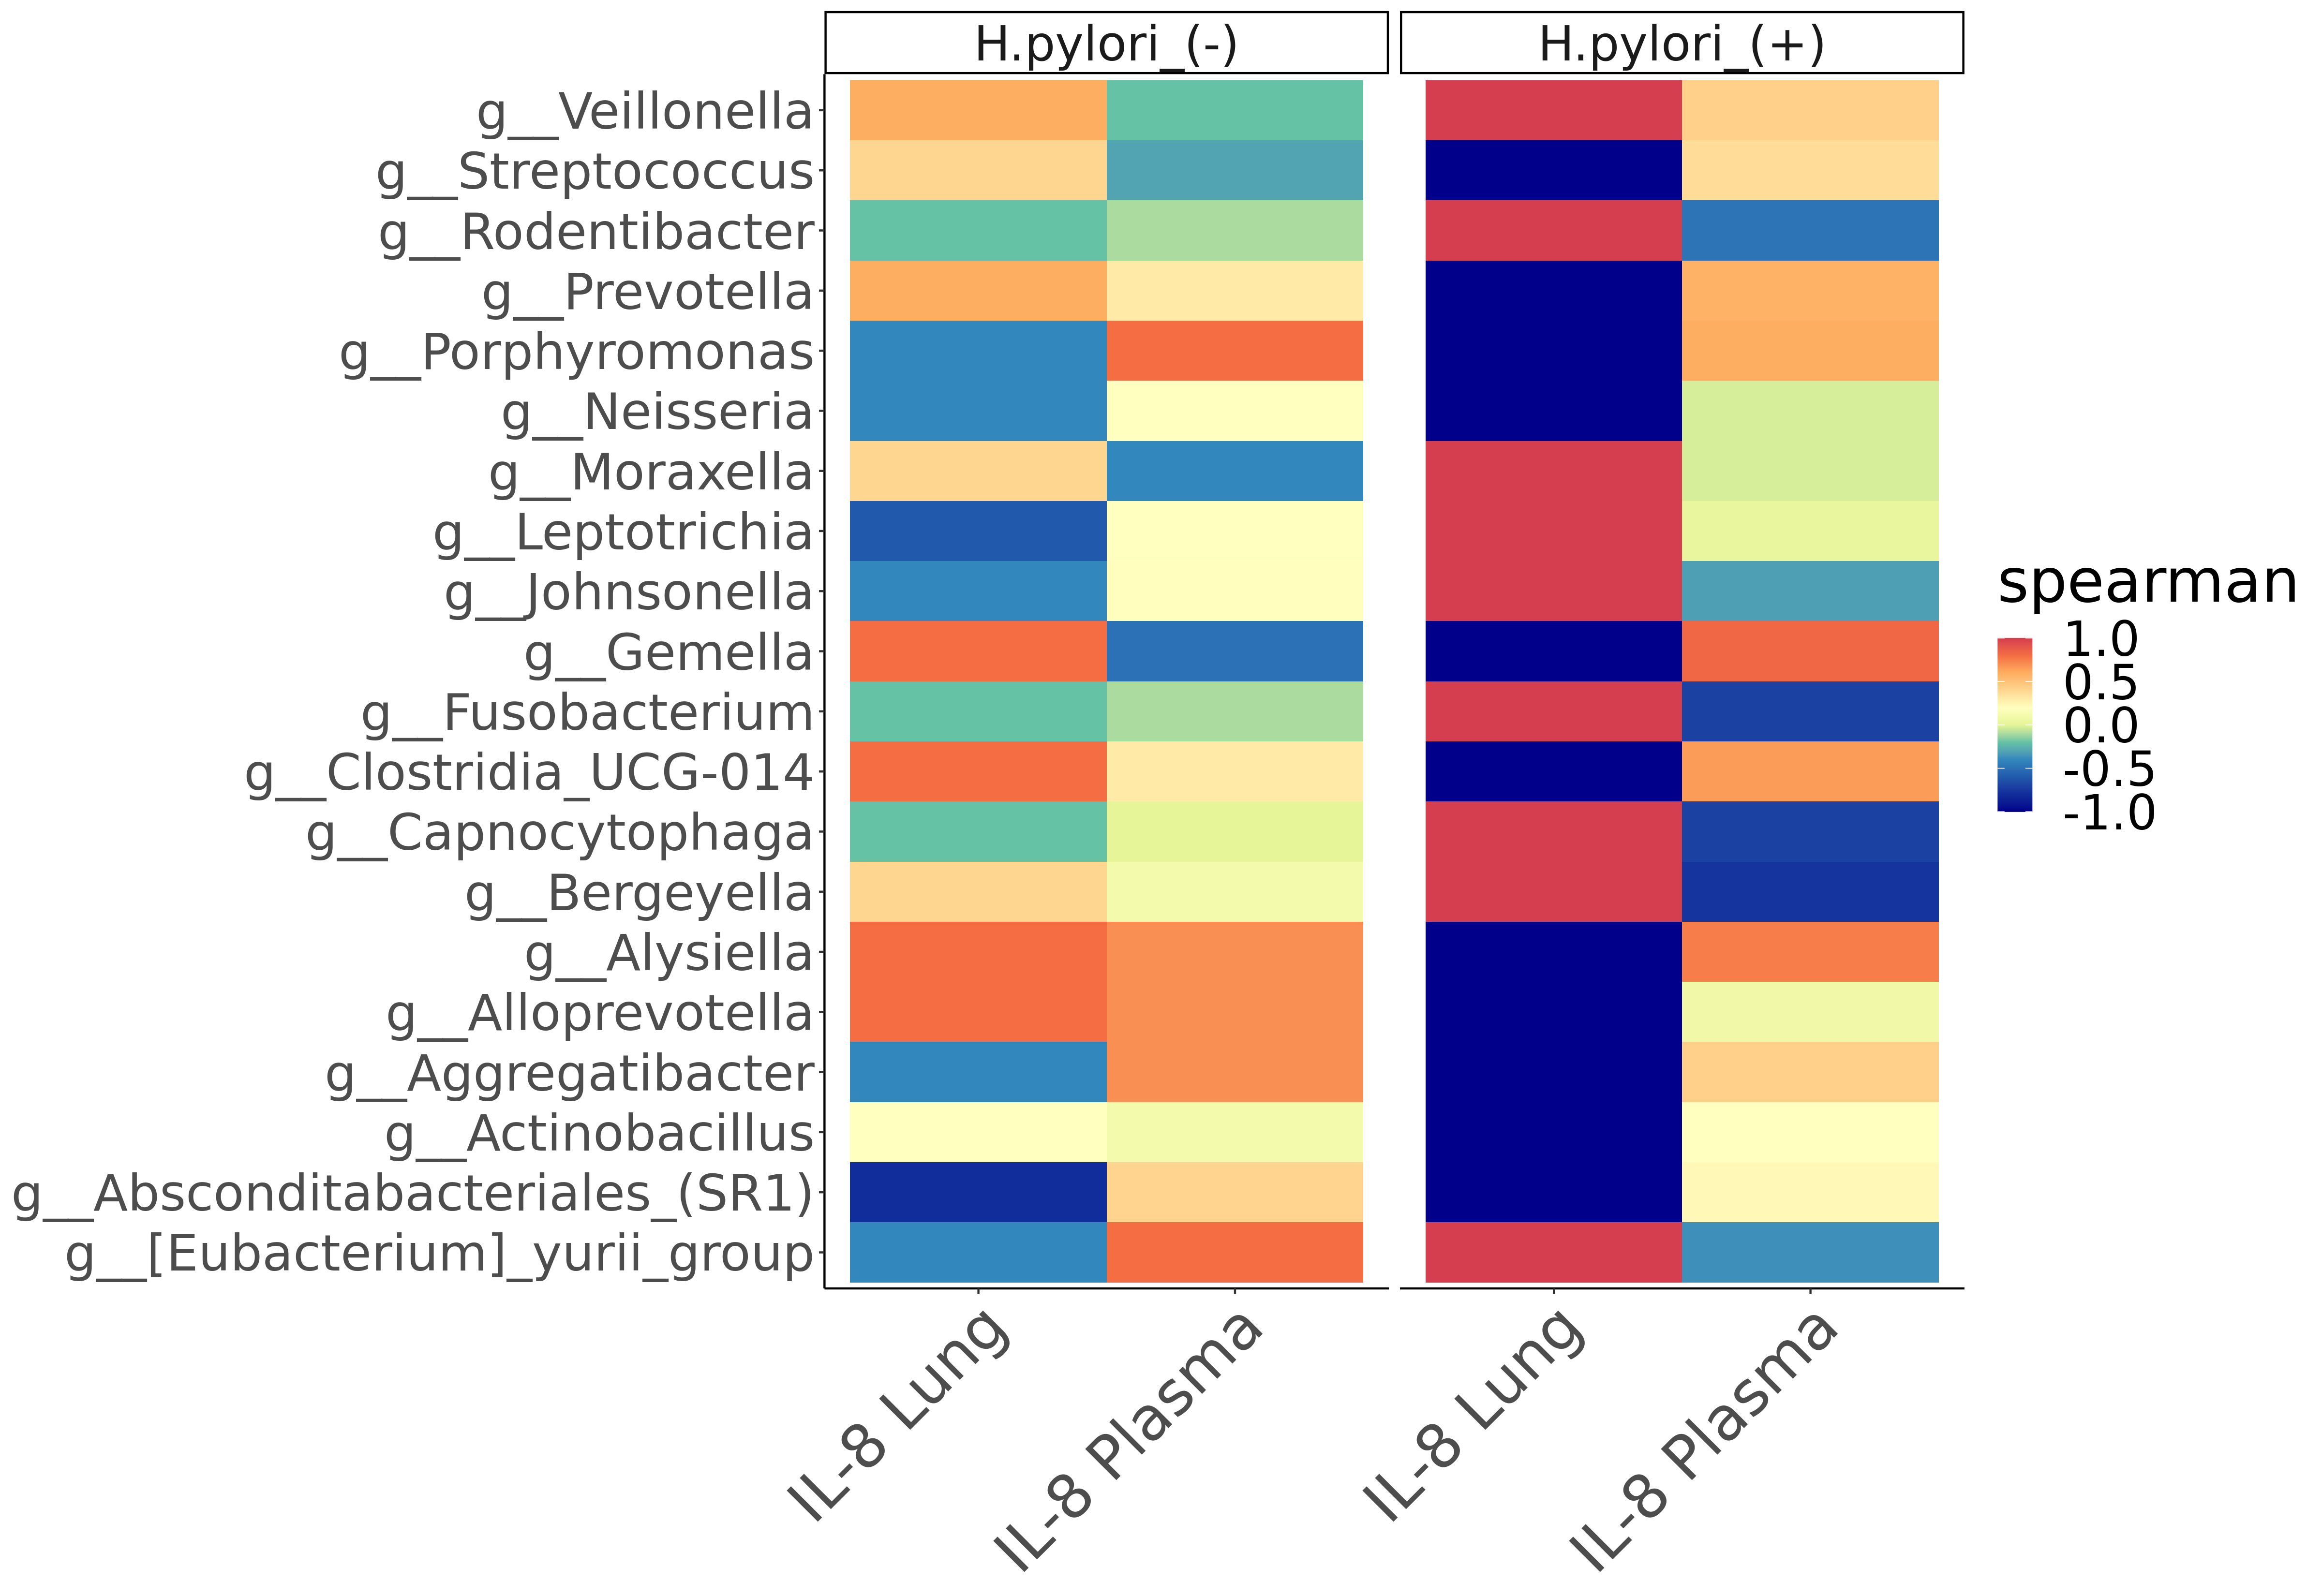 H.pylori_(-)
H.pylori_(+)
g__Veillonella
g__Streptococcus
g__Rodentibacter
g__Prevotella
g__Porphyromonas
g__Neisseria
g__Moraxella
g__Leptotrichia
g__Johnsonella
g__Gemella
g__Fusobacterium
g__Clostridia_UCG-014
g__Capnocytophaga
g__Bergeyella
g__Alysiella
g__Alloprevotella
g__Aggregatibacter
g__Actinobacillus
g__Absconditabacteriales_(SR1)
g__[Eubacterium]_yurii_group
IL-8 Lung
IL-8 Plasma
IL-8 Lung
IL-8 Plasma
spearman
1.0
0.5
0.0
-0.5
-1.0